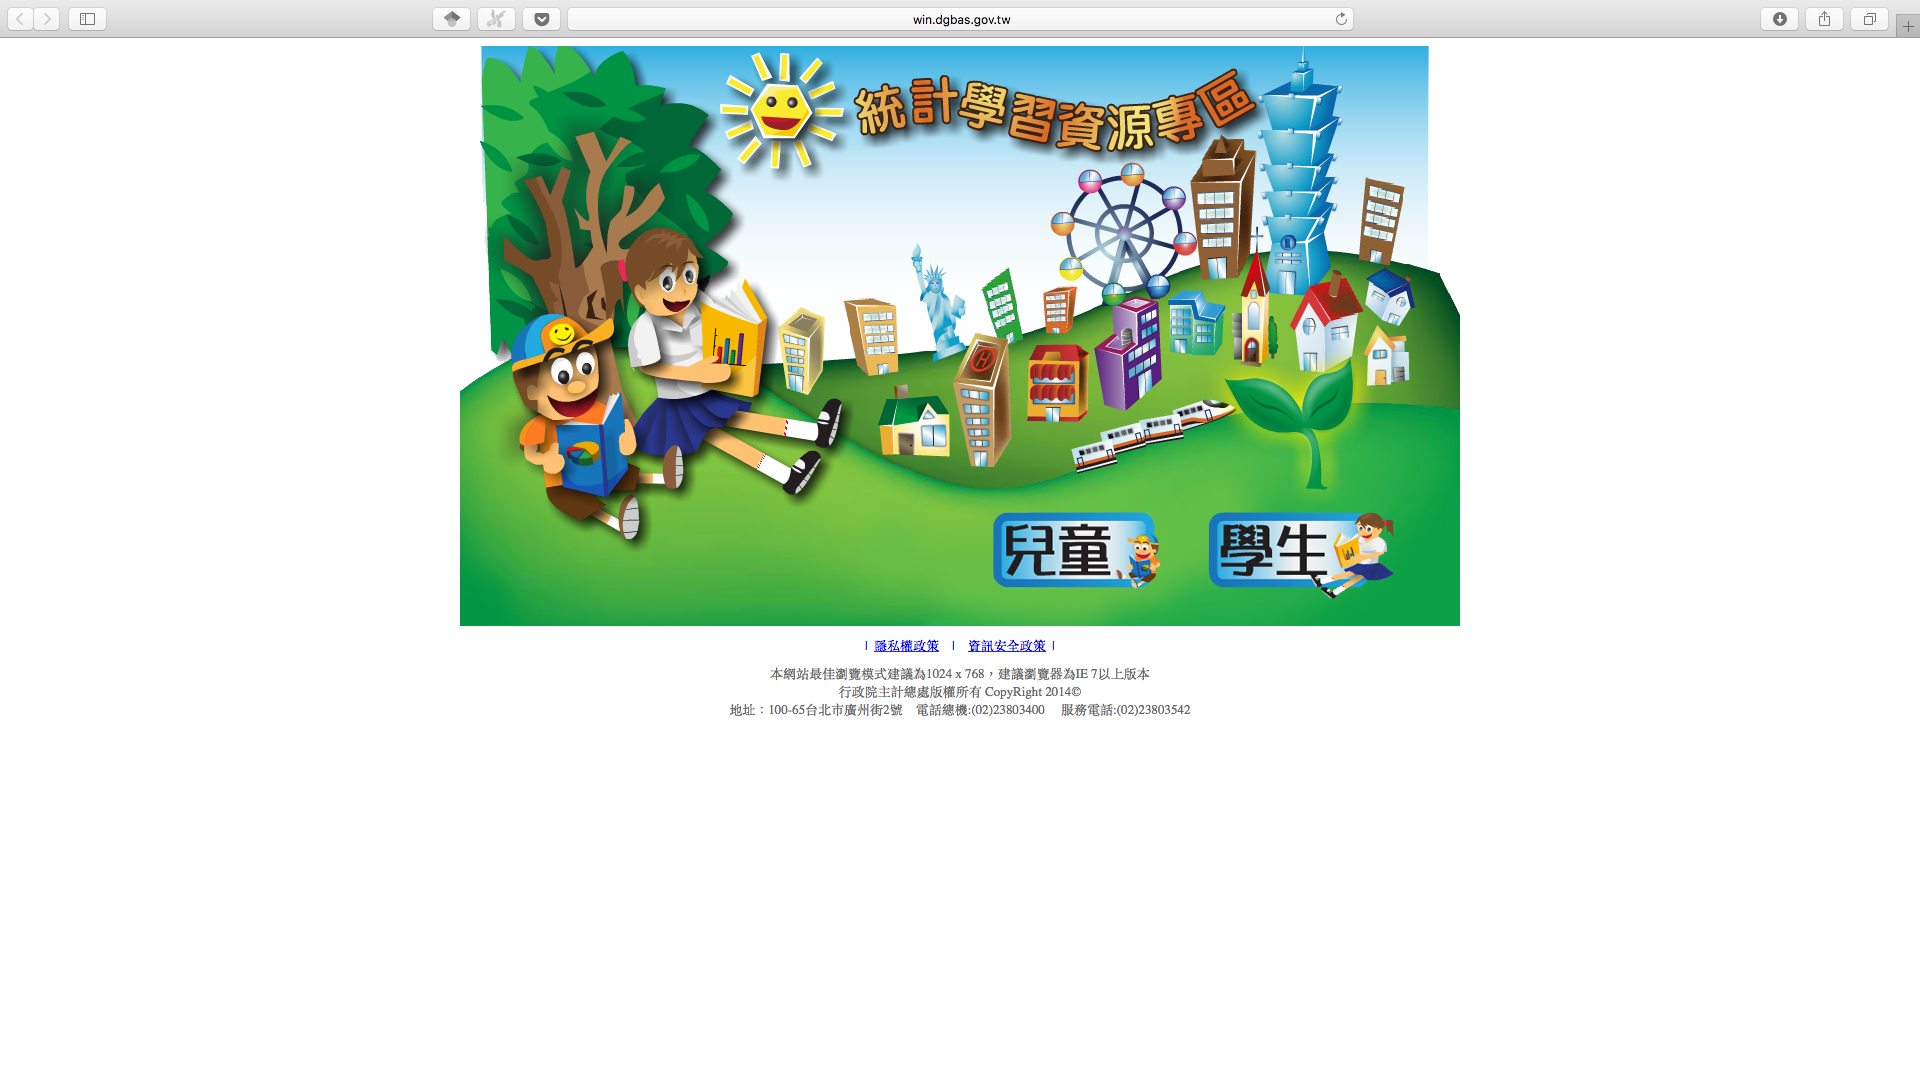 win.dgbas.gov.tw
統計學習資源專區
H
兒童 學生
| 隱私權政策 | 資訊安全政策 |
本網站最佳瀏覽模式建議為1024 x 768，建議瀏覽器為IE 7以上版本
行政院主計總處版權所有 CopyRight 2014©
地址：100-65台北市廣州街2號 電話總機:(02)23803400 服務電話:(02)23803542